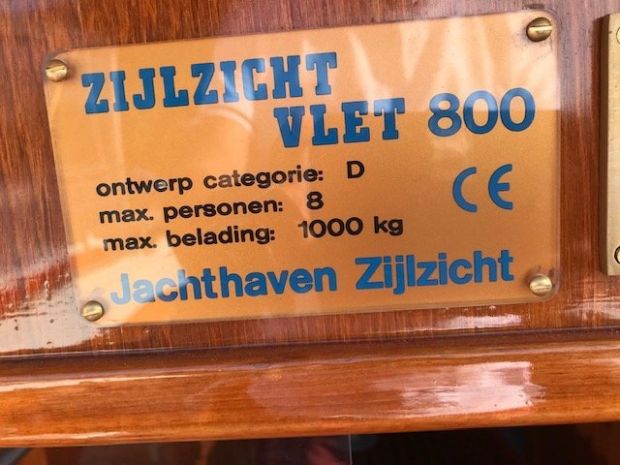 ZIJLZICHT
VLET 800
ontwerp categorie: D
max. personen: 8
max. belading: 1000 kg
CE
Jachthaven Zijlzicht